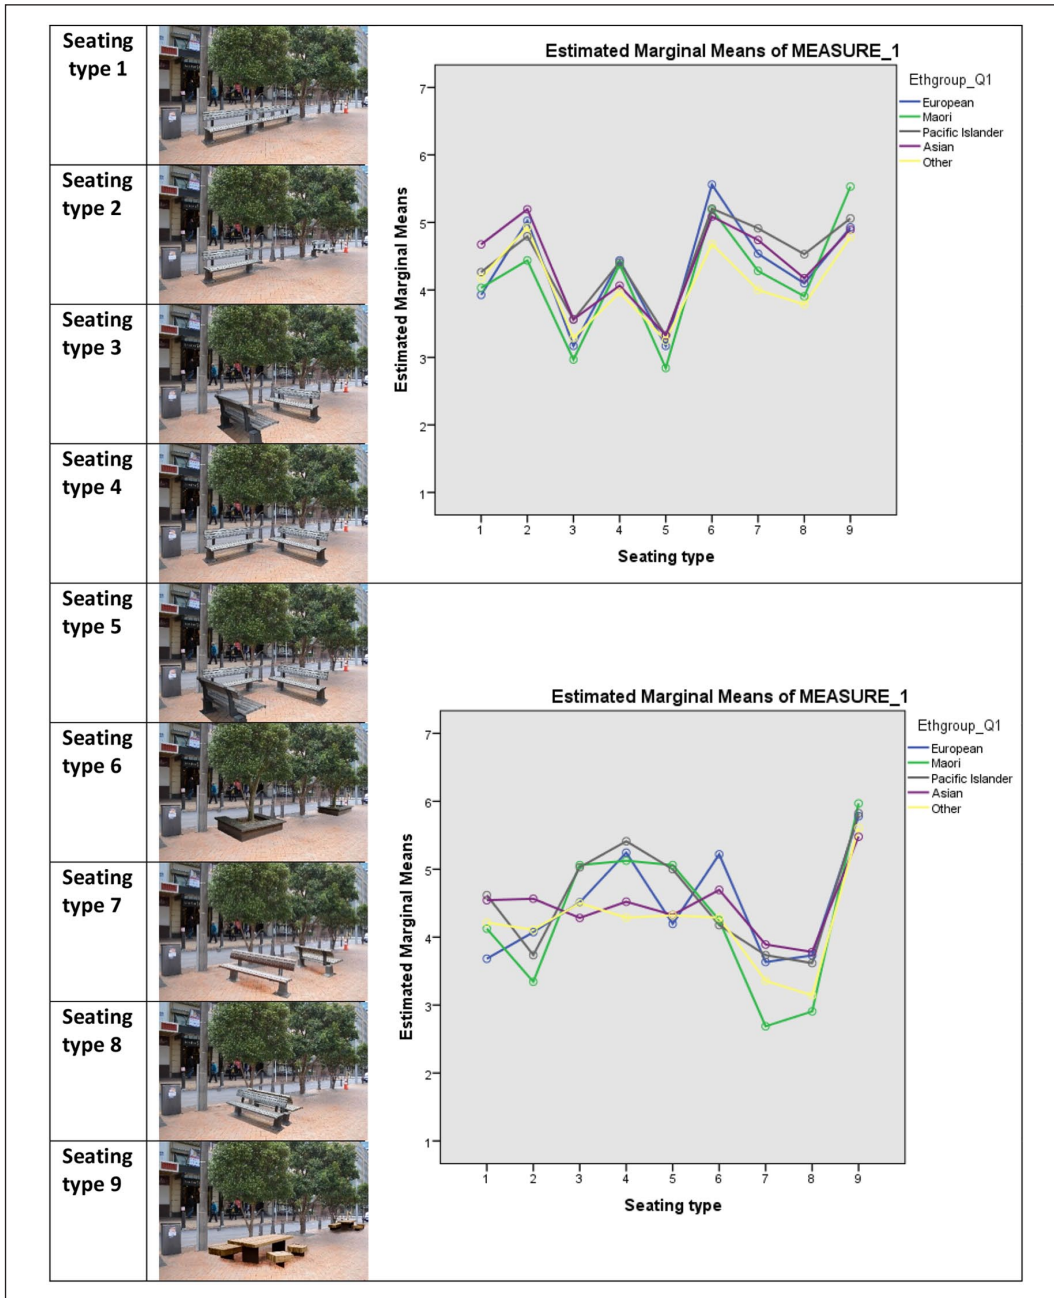 Seating
type 1
Seating
type 2
Seating
type 3
Seating
type 4
Seating
type 5
Seating
type 6
Seating
type 7
Seating
type 8
Seating
type 9
Estimated Marginal Means of MEASURE_1
Ethgroup_Q1
European
Maori
Pacific Islander
Asian
Other
Estimated Marginal Means
7
6
5
4
3
2
1
1 2 3 4 5 6 7 8 9
Seating type
Estimated Marginal Means of MEASURE_1
Ethgroup_Q1
European
Maori
Pacific Islander
Asian
Other
Estimated Marginal Means
7
6
5
4
3
2
1
1 2 3 4 5 6 7 8 9
Seating type